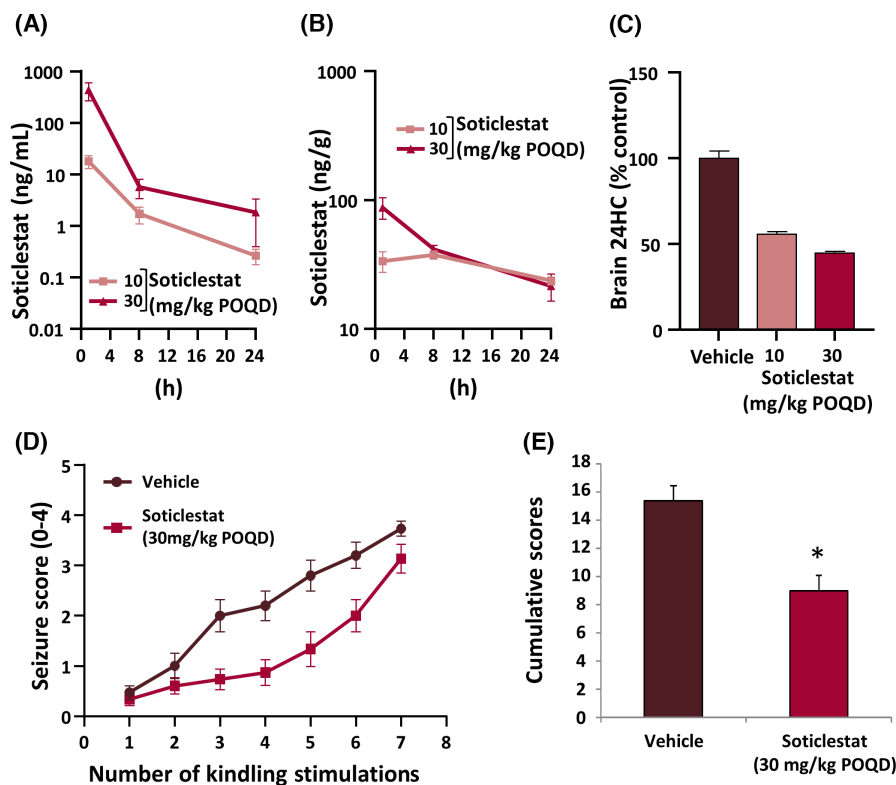 (A)
1000
100
10
1
0.1
0.01
Soticlestat (ng/mL)
10
30
Soticlestat
(mg/kg POQD)
0 4 8 12 16 20 24
(h)
(B)
1000
100
10
Soticlestat (ng/g)
10
30
Soticlestat
(mg/kg POQD)
0 4 8 12 16 20 24
(h)
(C)
150
100
50
0
Brain 24HC (% control)
Vehicle 10 30
Soticlestat
(mg/kg POQD)
(D)
5
4
3
2
1
0
Seizure score (0-4)
Vehicle
Soticlestat
(30mg/kg POQD)
0 1 2 3 4 5 6 7 8
Number of kindling stimulations
(E)
18
16
14
12
10
8
6
4
2
0
Cumulative scores
*
Vehicle
Soticlestat
(30 mg/kg POQD)